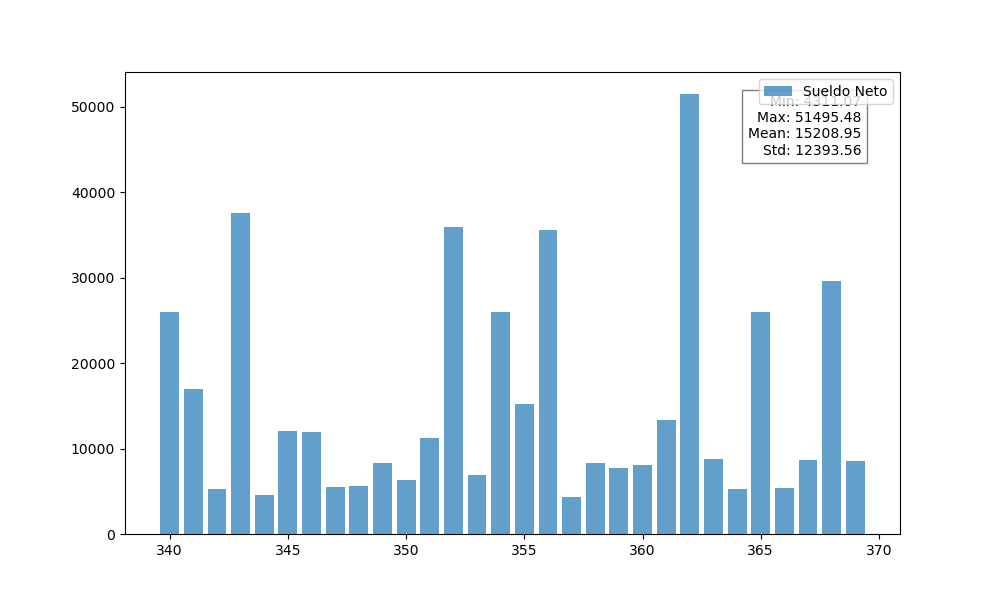 Sueldo Neto
Min: 4311.07
Max: 51495.48
Mean: 15208.95
Std: 12393.56
50000
40000
30000
20000
10000
0
340 345 350 355 360 365 370